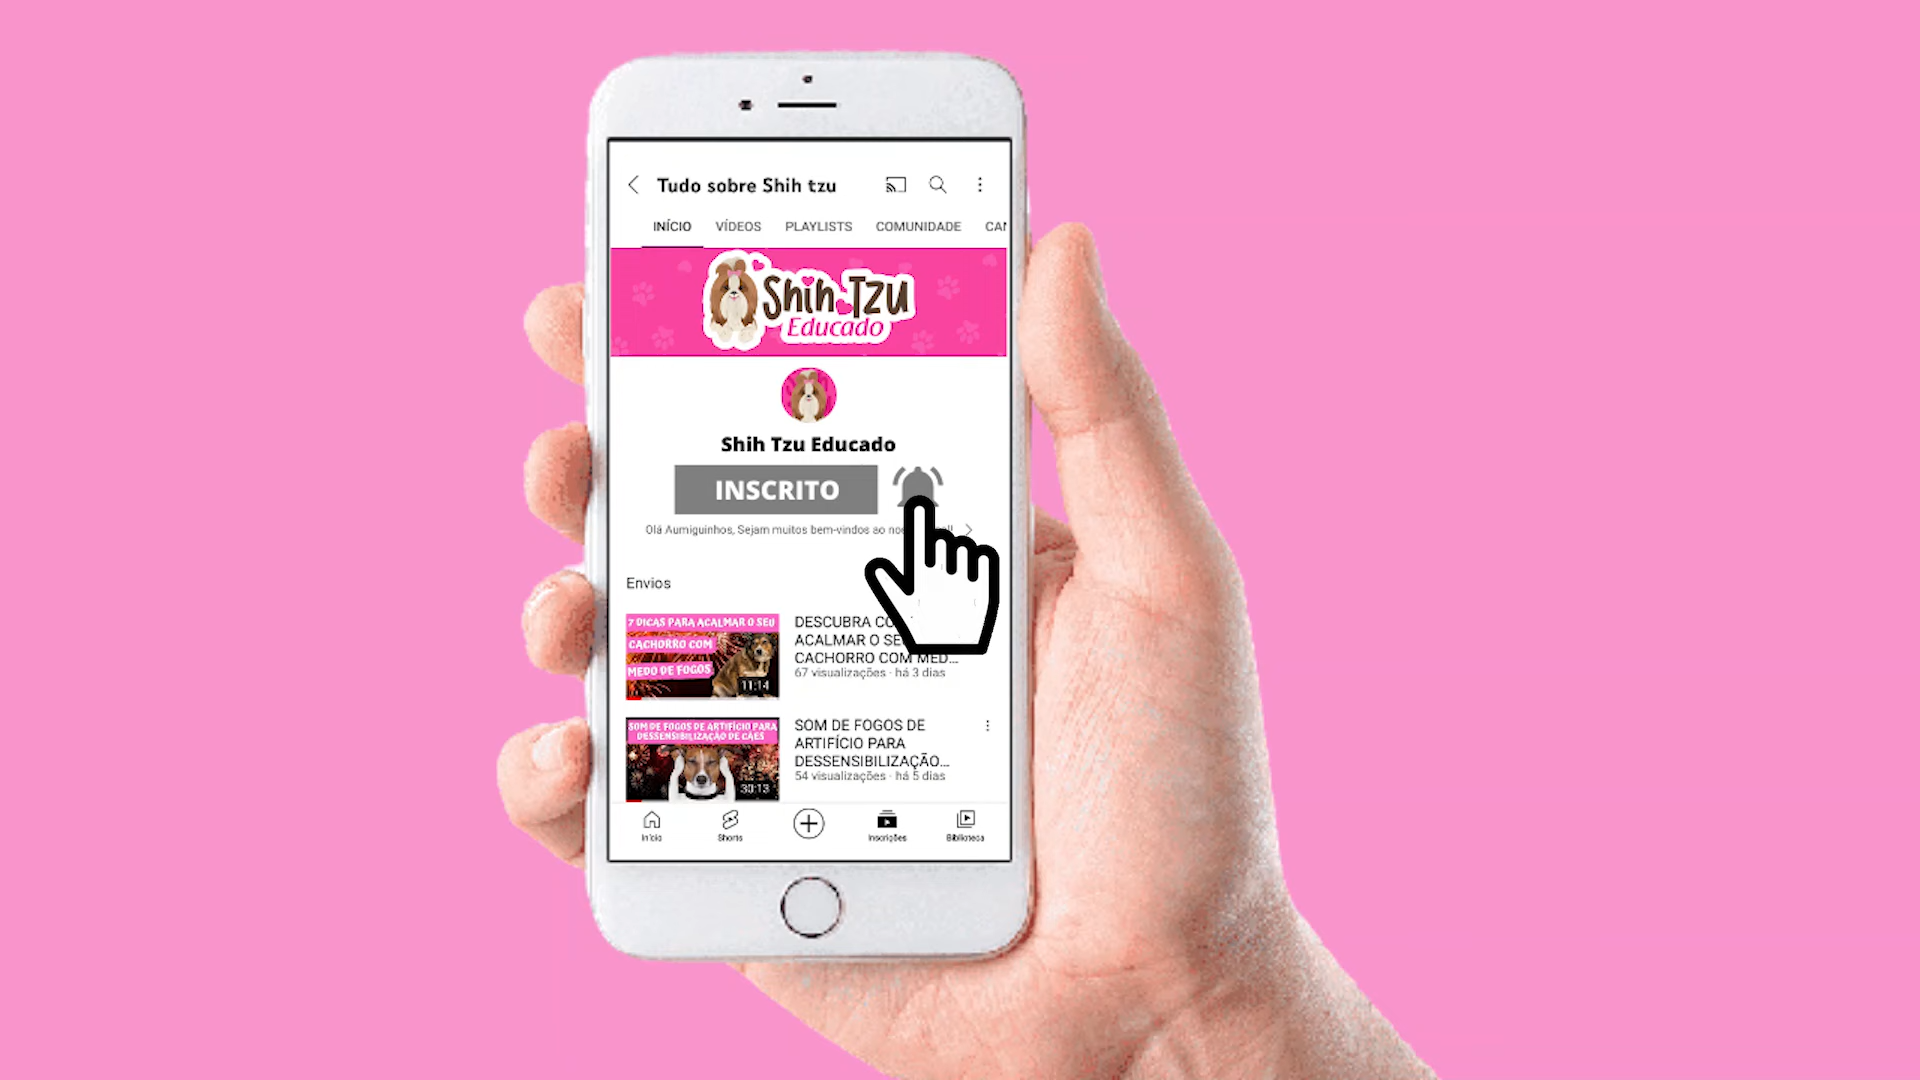 Tudo sobre Shih tzu
INÍCIO VÍDEOS PLAYLISTS COMUNIDADE CAN
Shih Tzu
Educado
Shih Tzu Educado
INSCRITO
Olá Aumiguinhos, Sejam muitos bem-vindos ao
Envios
7 DICAS PARA ACALMAR O SEU
CACHORRO COM
MEDO DE FOGOS
11:14
DESCUBRA
ACALMAR O
CACHORRO COM MED...
67 visualizações · há 3 dias
SOM DE FOGOS DE ARTIFÍCIO PARA
DESSENSIBILIZAÇÃO DE CÃES
30:13
SOM DE FOGOS DE
ARTIFÍCIO PARA
DESSENSIBILIZAÇÃO...
54 visualizações · há 5 dias
Início Shorts Inscrições Biblioteca